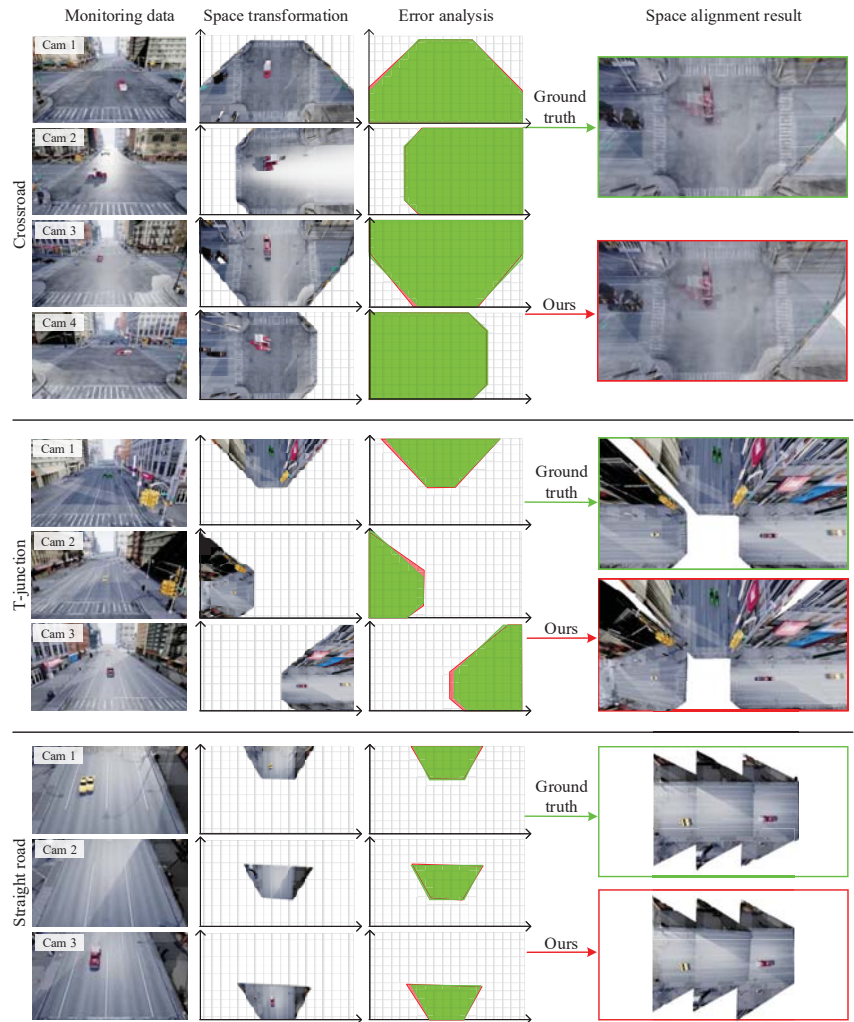 Monitoring data Space transformation Error analysis Space alignment result
Crossroad
Cam 1
Cam 2
Cam 3
Cam 4
Ground
truth
Ours
T-junction
Cam 1
Cam 2
Cam 3
Ground
truth
Ours
Straight road
Cam 1
Cam 2
Cam 3
Ground
truth
Ours